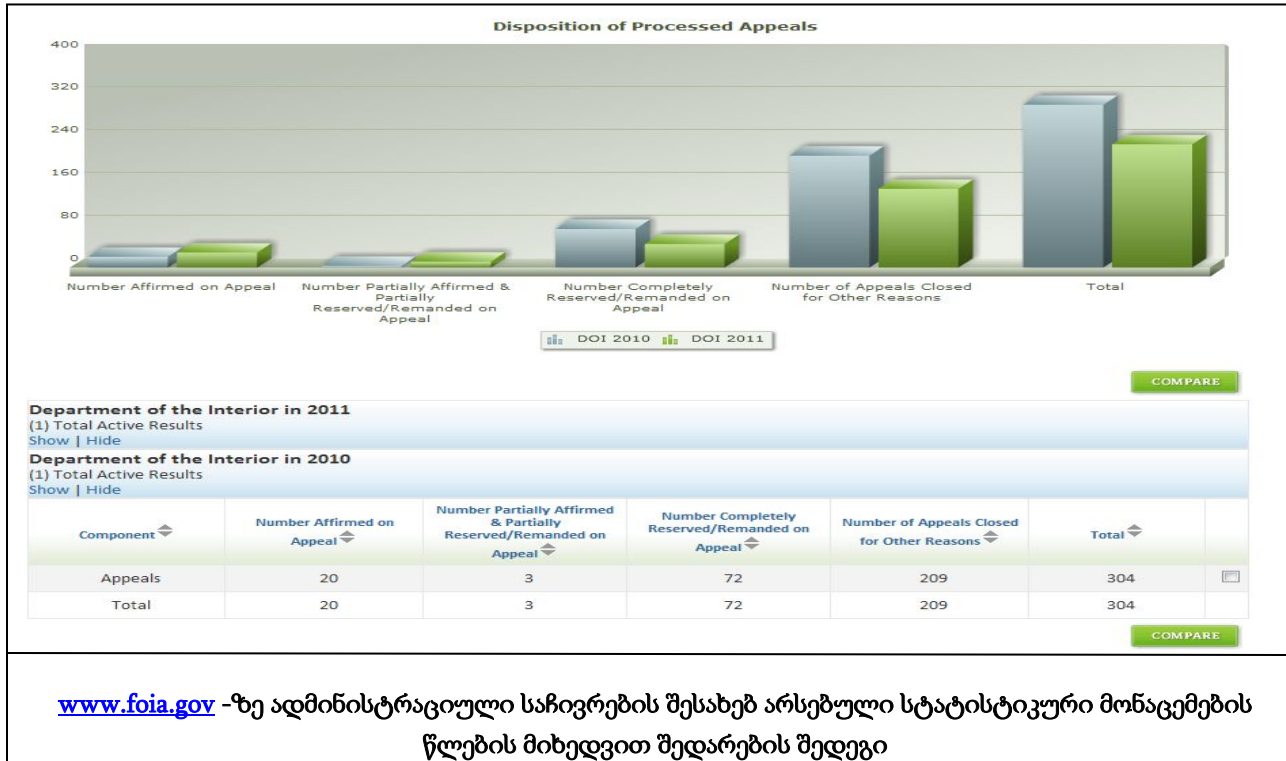 Disposition of Processed Appeals
400
320
240
160
80
0
Number Affirmed on Appeal
Number Partially Affirmed &
Partially
Reserved/Remanded on
Appeal
Number Completely
Reserved/Remanded on
Appeal
Number of Appeals Closed
for Other Reasons
Total
DOI 2010 DOI 2011
COMPARE
Department of the Interior in 2011
(1) Total Active Results
Show | Hide
Department of the Interior in 2010
(1) Total Active Results
Show | Hide
Component
Number Affirmed on
Appeal
Number Partially Affirmed
& Partially
Reserved/Remanded on
Appeal
Number Completely
Reserved/Remanded on
Appeal
Number of Appeals Closed
for Other Reasons
Total
Appeals 20 3 72 209 304
Total 20 3 72 209 304
COMPARE
www.foia.gov -ზე ადმინისტრაციული საჩივრების შესახებ არსებული სტატისტიკური მონაცემების
წლების მიხედვით შედარების შედეგი